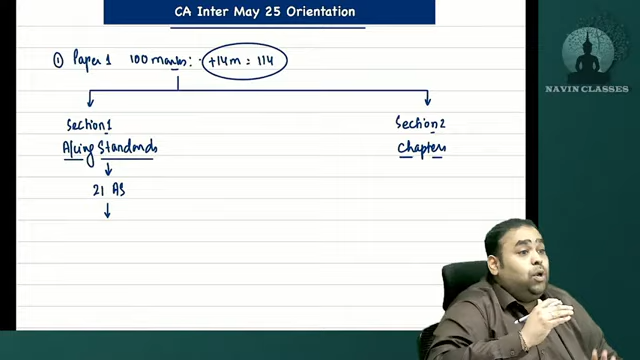 CA Inter May 25 Orientation
① Paper 1 100 marks: +14m = 114
NAVIN CLASSES
Section 1
Section 2
A/cing Standards
Chapters
21 AS